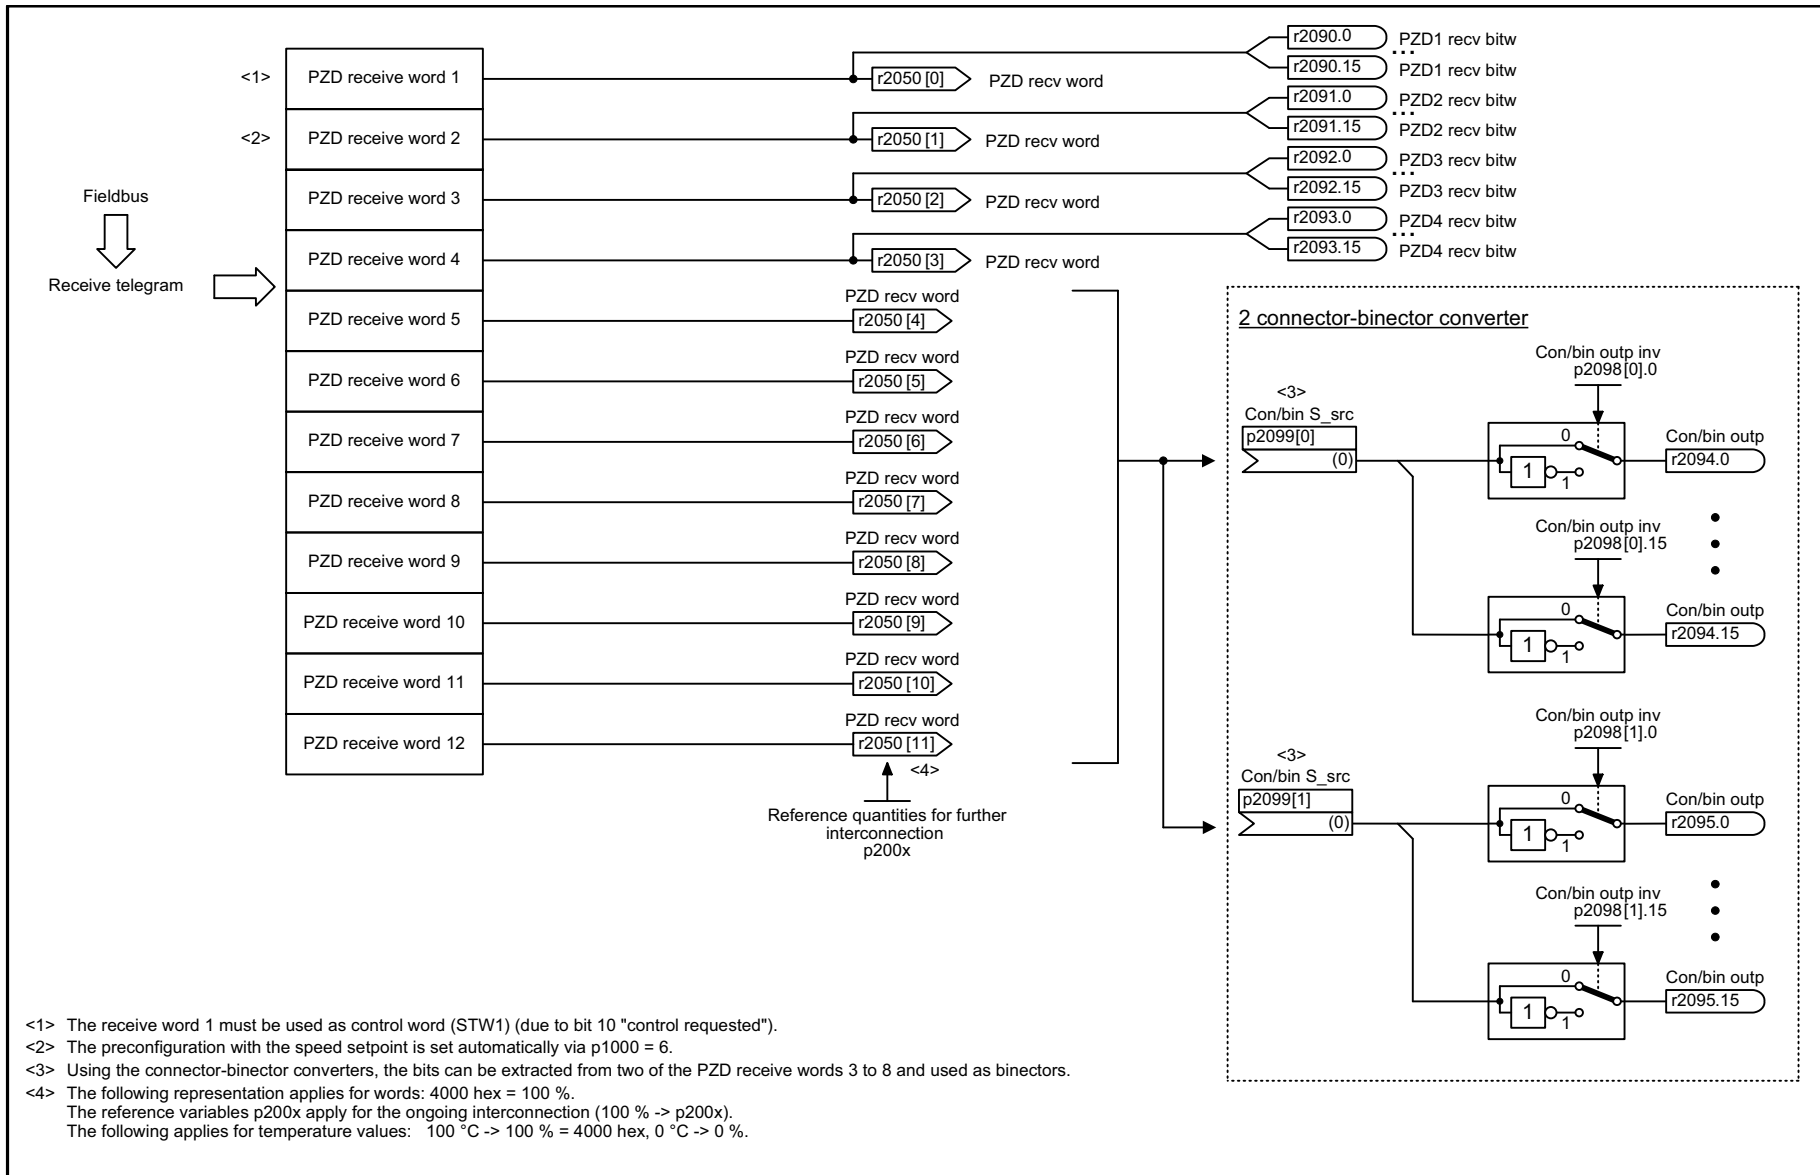 <1>
PZD receive word 1
r2050 [0]
PZD recv word
r2090.0
PZD1 recv bitw
...
r2090.15
PZD1 recv bitw
<2>
PZD receive word 2
r2050 [1]
PZD recv word
r2091.0
PZD2 recv bitw
...
r2091.15
PZD2 recv bitw
PZD receive word 3
r2050 [2]
PZD recv word
r2092.0
PZD3 recv bitw
...
r2092.15
PZD3 recv bitw
Fieldbus
Receive telegram
PZD receive word 4
r2050 [3]
PZD recv word
r2093.0
PZD4 recv bitw
...
r2093.15
PZD4 recv bitw
PZD receive word 5
PZD recv word
r2050 [4]
PZD receive word 6
PZD recv word
r2050 [5]
PZD receive word 7
PZD recv word
r2050 [6]
PZD receive word 8
PZD recv word
r2050 [7]
PZD receive word 9
PZD recv word
r2050 [8]
PZD receive word 10
PZD recv word
r2050 [9]
PZD receive word 11
PZD recv word
r2050 [10]
PZD receive word 12
PZD recv word
r2050 [11]
<4>
Reference quantities for further
interconnection
p200x
2 connector-binector converter
<3>
Con/bin S_src
p2099[0]
(0)
Con/bin outp inv
p2098[0].0
0
1
1
Con/bin outp
r2094.0
Con/bin outp inv
p2098[0].15
0
1
1
Con/bin outp
r2094.15
<3>
Con/bin S_src
p2099[1]
(0)
Con/bin outp inv
p2098[1].0
0
1
1
Con/bin outp
r2095.0
Con/bin outp inv
p2098[1].15
0
1
1
Con/bin outp
r2095.15
<1> The receive word 1 must be used as control word (STW1) (due to bit 10 "control requested").
<2> The preconfiguration with the speed setpoint is set automatically via p1000 = 6.
<3> Using the connector-binector converters, the bits can be extracted from two of the PZD receive words 3 to 8 and used as binectors.
<4> The following representation applies for words: 4000 hex = 100 %.
The reference variables p200x apply for the ongoing interconnection (100 % -> p200x).
The following applies for temperature values: 100 °C -> 100 % = 4000 hex, 0 °C -> 0 %.